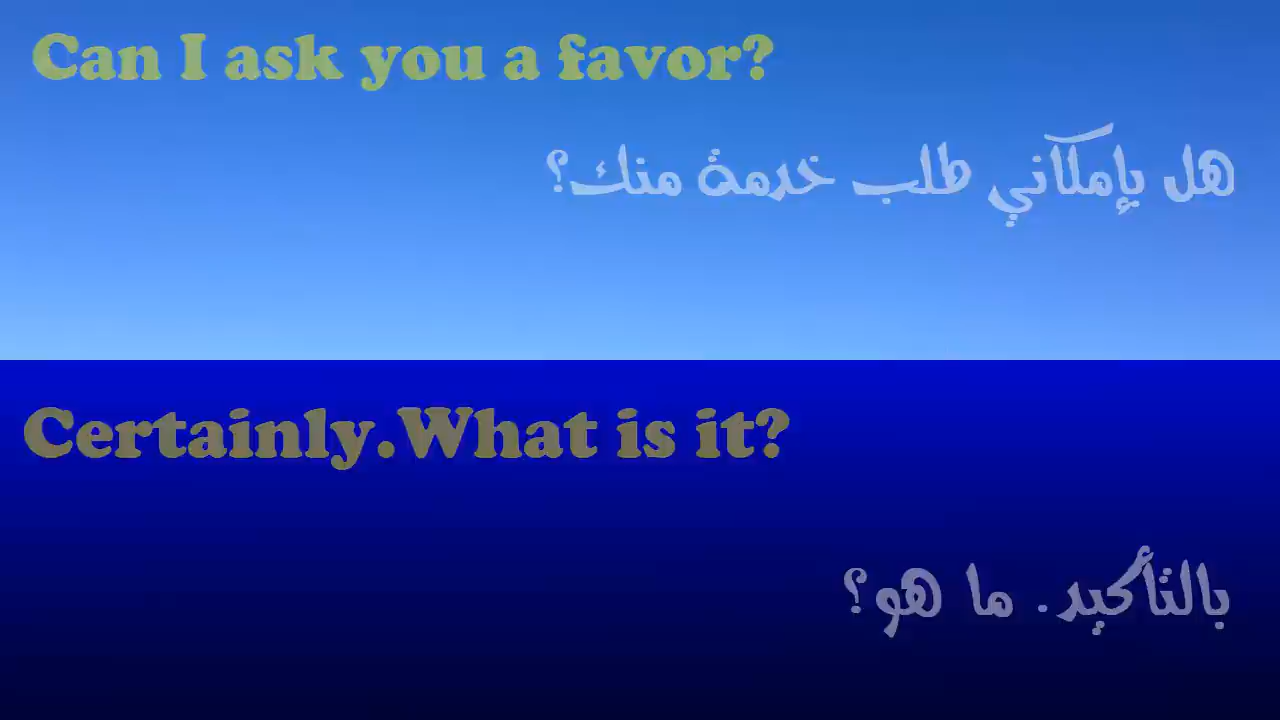 Can I ask you a favor?
هل بإمكاني طلب خدمة منك؟
Certainly.What is it?
بالتأكيد. ما هو؟